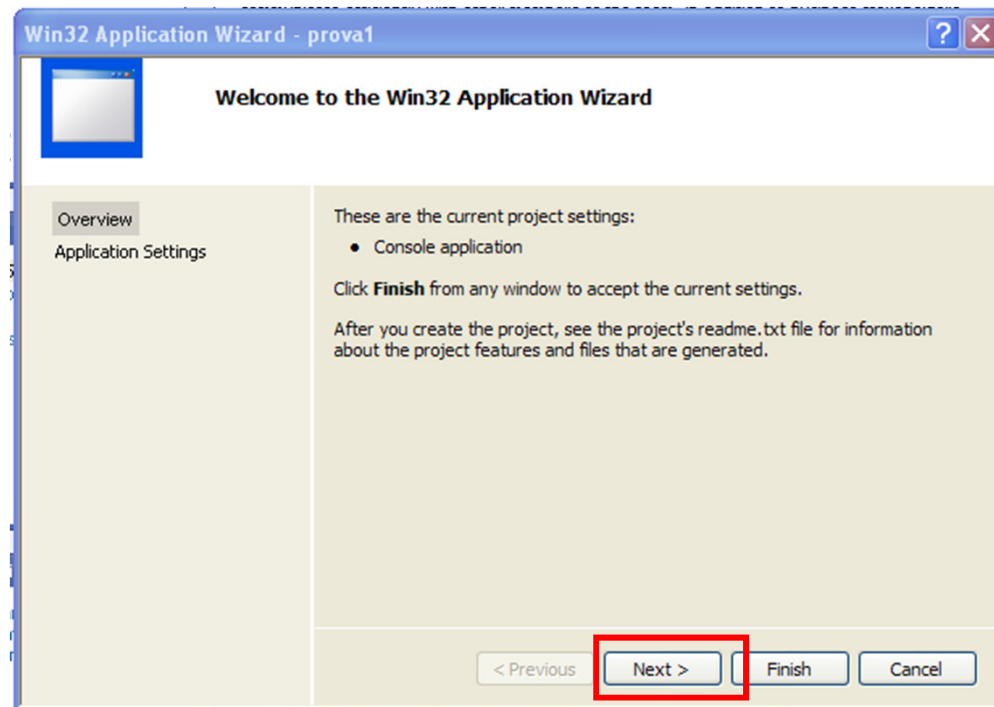 Win32 Application Wizard - prova1
Welcome to the Win32 Application Wizard
Overview
Application Settings
These are the current project settings:
• Console application
Click Finish from any window to accept the current settings.
After you create the project, see the project's readme.txt file for information
about the project features and files that are generated.
< Previous
Next >
Finish
Cancel